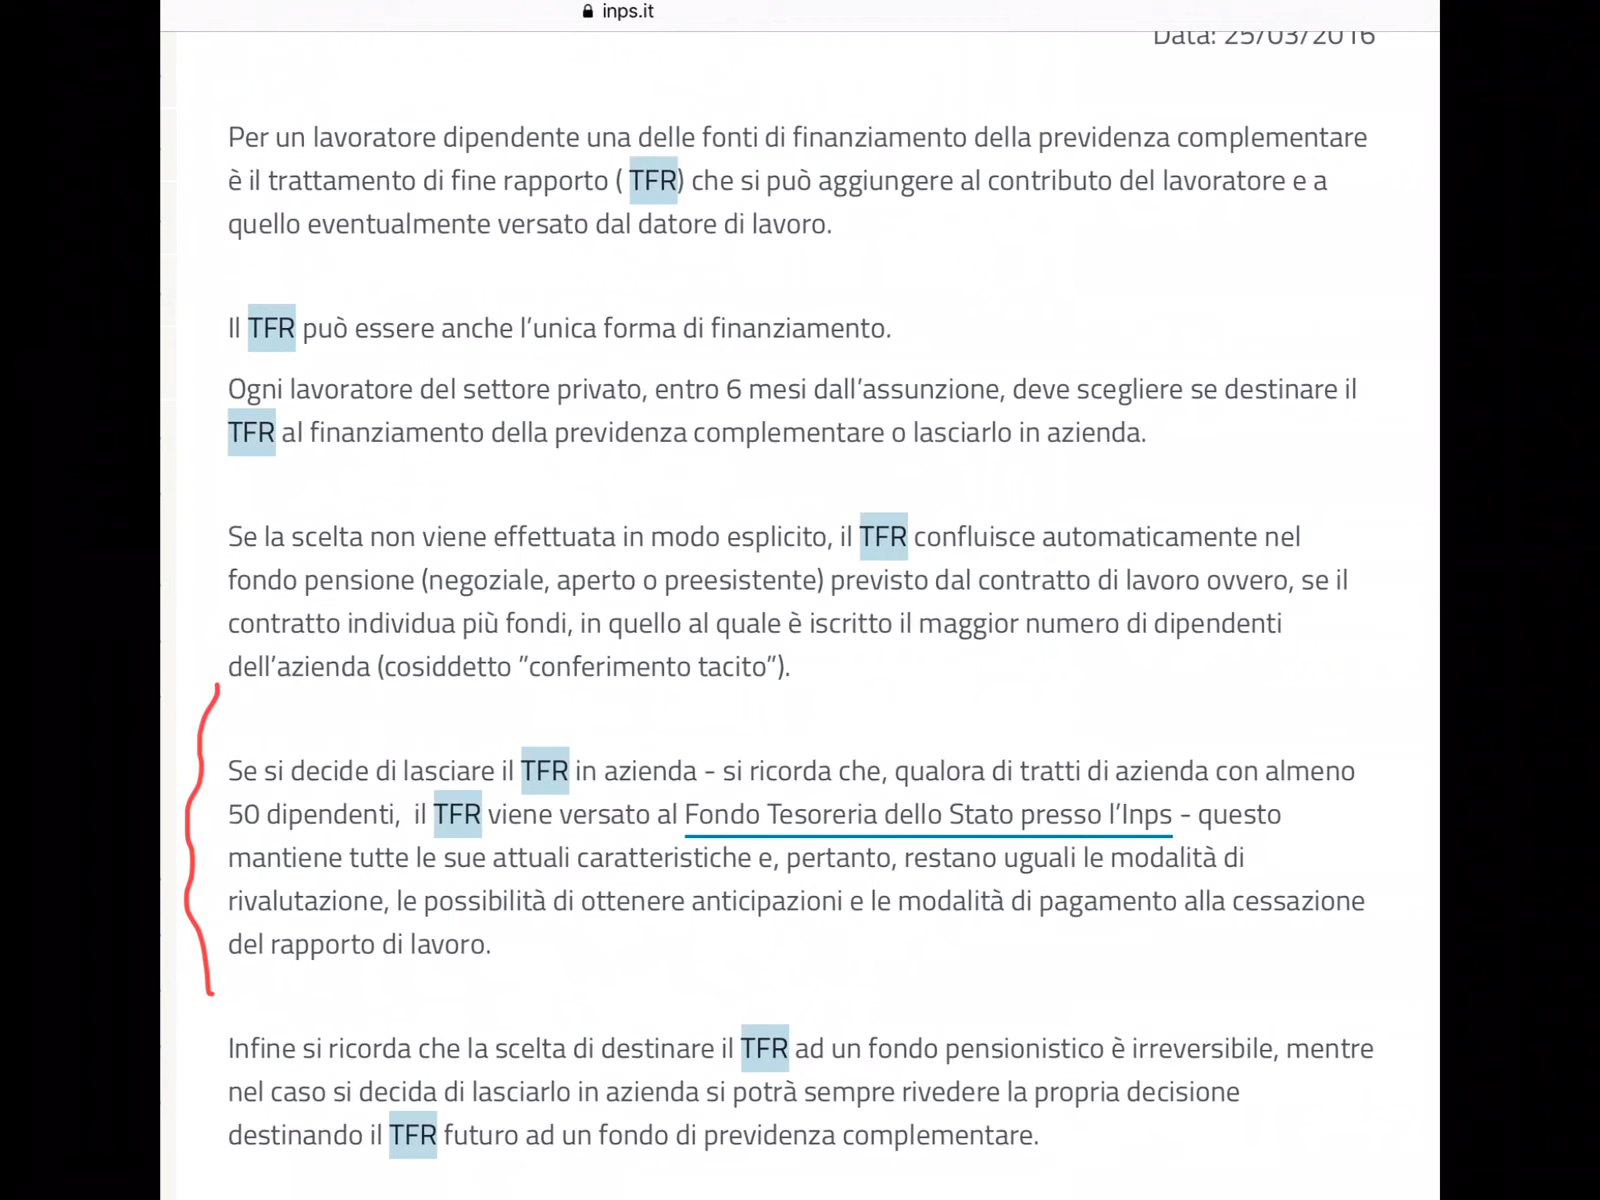 inps.it
Data: 25/03/2016
Per un lavoratore dipendente una delle fonti di finanziamento della previdenza complementare
è il trattamento di fine rapporto ( TFR) che si può aggiungere al contributo del lavoratore e a
quello eventualmente versato dal datore di lavoro.
Il TFR può essere anche l’unica forma di finanziamento.
Ogni lavoratore del settore privato, entro 6 mesi dall’assunzione, deve scegliere se destinare il
TFR al finanziamento della previdenza complementare o lasciarlo in azienda.
Se la scelta non viene effettuata in modo esplicito, il TFR confluisce automaticamente nel
fondo pensione (negoziale, aperto o preesistente) previsto dal contratto di lavoro ovvero, se il
contratto individua più fondi, in quello al quale è iscritto il maggior numero di dipendenti
dell’azienda (cosiddetto ”conferimento tacito”).
Se si decide di lasciare il TFR in azienda - si ricorda che, qualora di tratti di azienda con almeno
50 dipendenti, il TFR viene versato al Fondo Tesoreria dello Stato presso l’Inps - questo
mantiene tutte le sue attuali caratteristiche e, pertanto, restano uguali le modalità di
rivalutazione, le possibilità di ottenere anticipazioni e le modalità di pagamento alla cessazione
del rapporto di lavoro.
Infine si ricorda che la scelta di destinare il TFR ad un fondo pensionistico è irreversibile, mentre
nel caso si decida di lasciarlo in azienda si potrà sempre rivedere la propria decisione
destinando il TFR futuro ad un fondo di previdenza complementare.